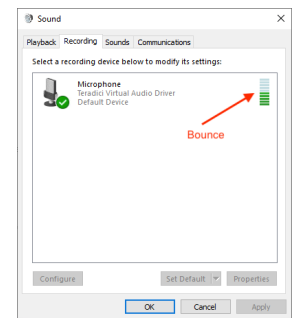 Sound
Playback Recording Sounds Communications
Select a recording device below to modify its settings:
Microphone
Teradici Virtual Audio Driver
Default Device
Bounce
Configure Set Default Properties
OK Cancel Apply